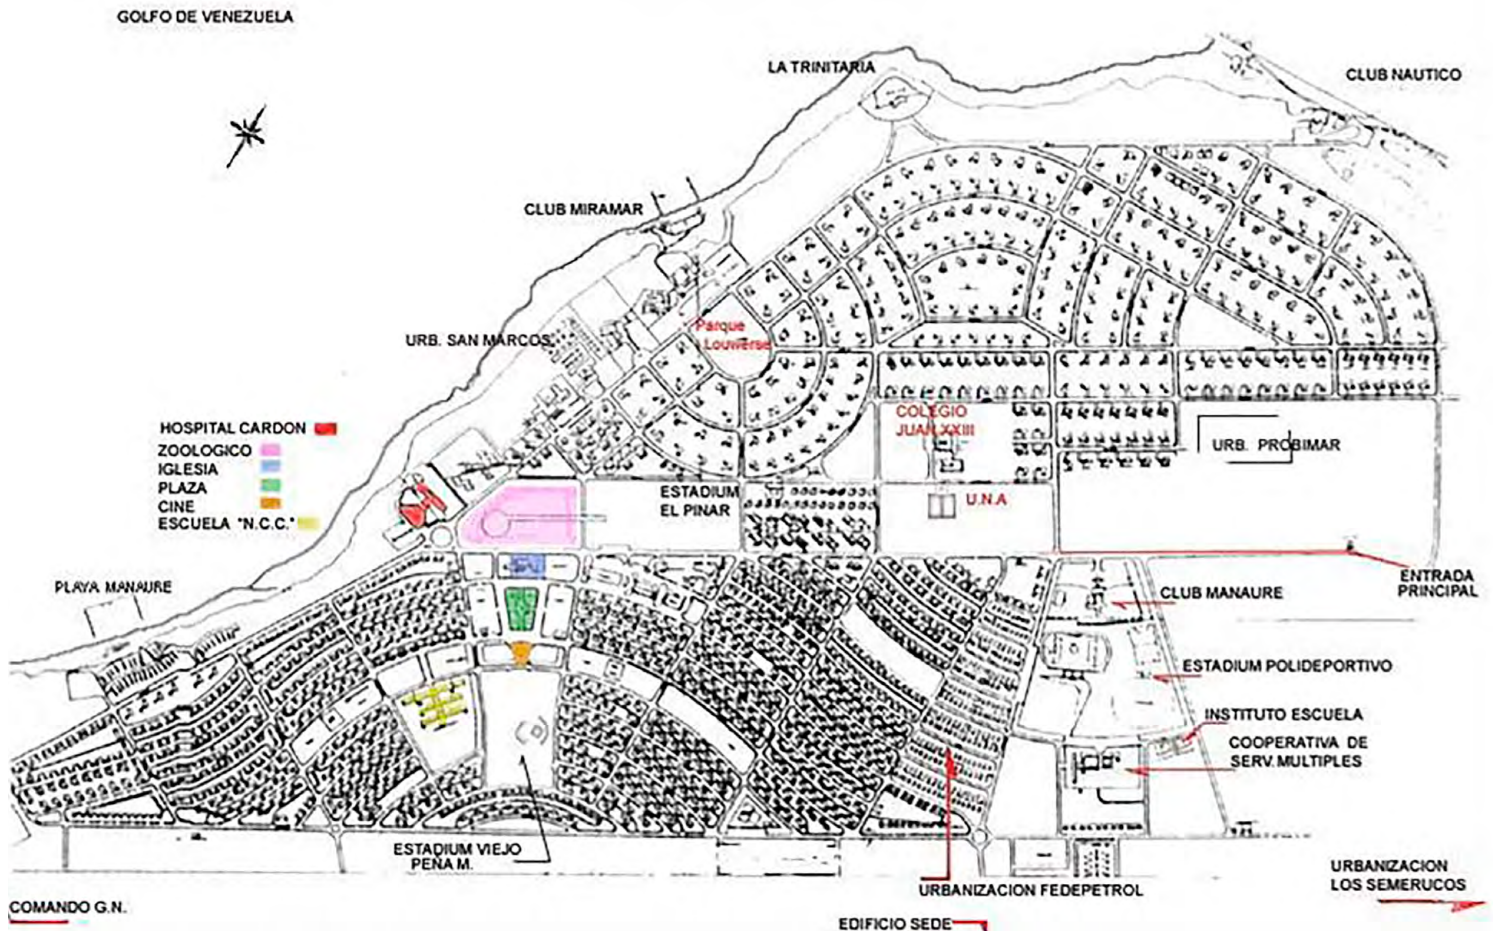 GOLFO DE VENEZUELA
LA TRINITARIA
CLUB NAUTICO
CLUB MIRAMAR
Parque
Louwerse
URB. SAN MARCOS
HOSPITAL CARDON
ZOOLOGICO
IGLESIA
PLAZA
CINE
ESCUELA "N.C.C."
COLEGIO
JUAN XXIII
URB. PROBIMAR
ESTADIUM
EL PINAR
U.N.A
PLAYA MANAURE
ENTRADA
PRINCIPAL
CLUB MANAURE
ESTADIUM POLIDEPORTIVO
INSTITUTO ESCUELA
COOPERATIVA DE
SERV.MULTIPLES
ESTADIUM VIEJO
PEÑA M.
URBANIZACION FEDEPETROL
URBANIZACION
LOS SEMERUCOS
COMANDO G.N.
EDIFICIO SEDE